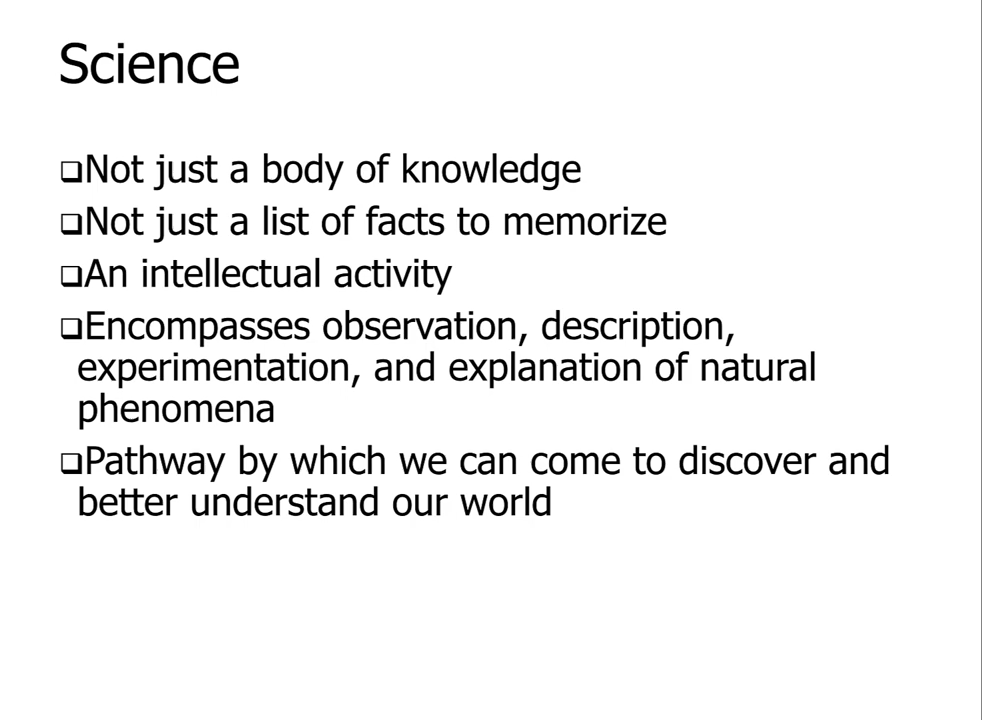 Science
❑Not just a body of knowledge
❑Not just a list of facts to memorize
❑An intellectual activity
❑Encompasses observation, description,
experimentation, and explanation of natural
phenomena
❑Pathway by which we can come to discover and
better understand our world